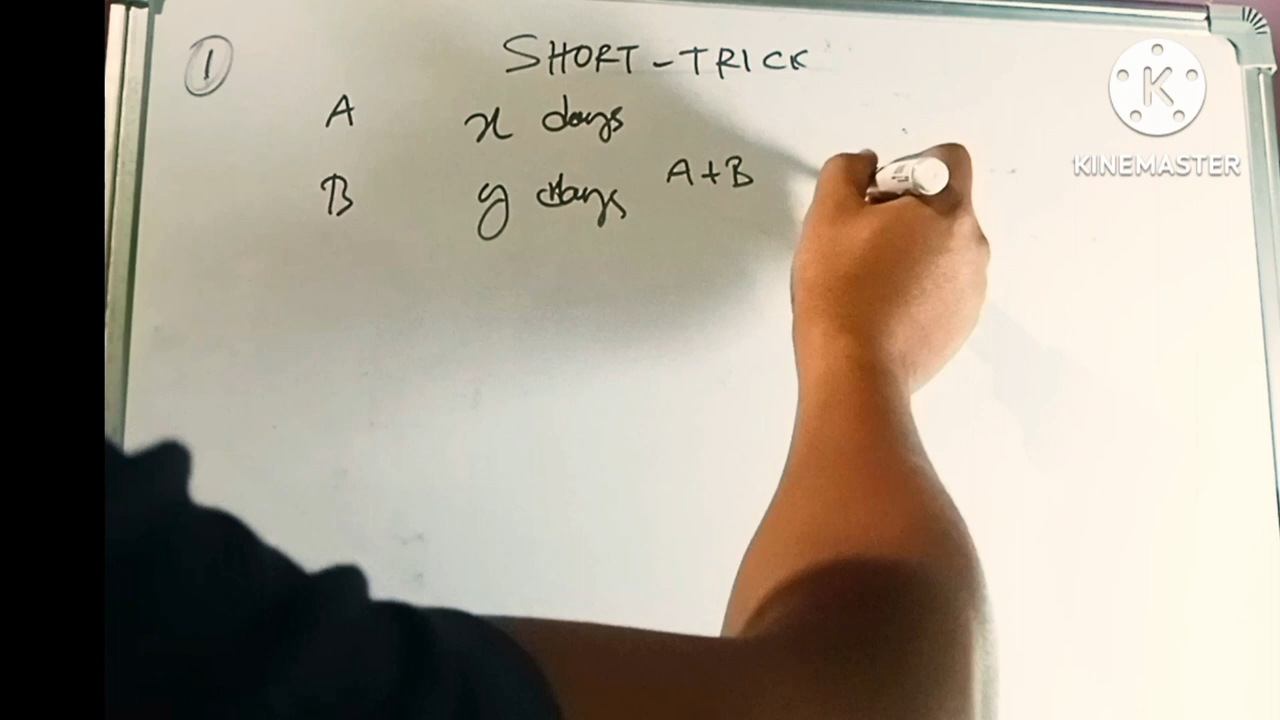 1 SHORT-TRICK
A x days
B y days A+B
K
KINEMASTER